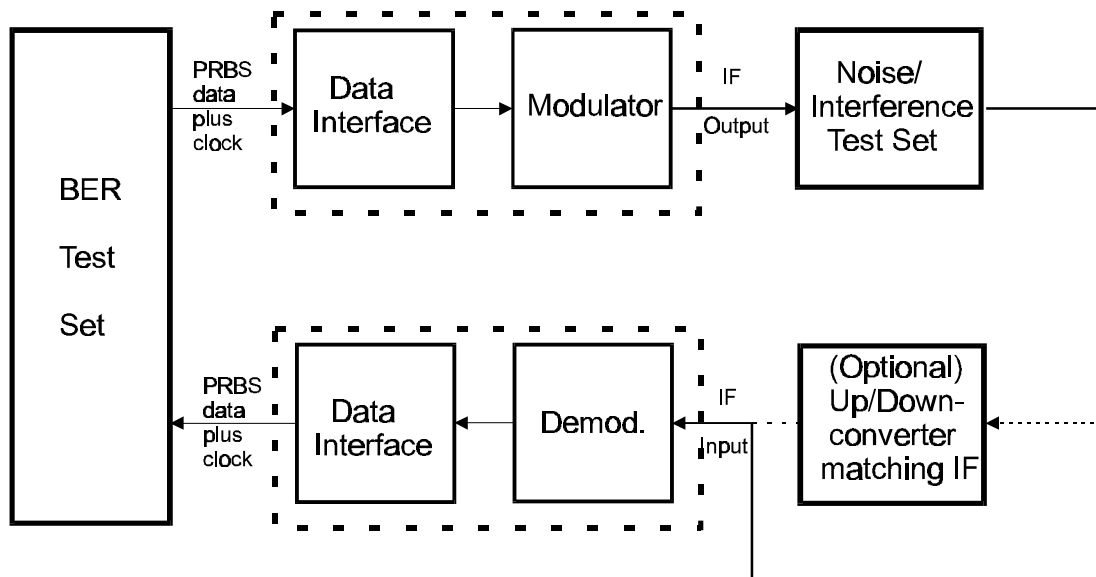 BER
Test
Set
PRBS
data
plus
clock
Data
Interface
Modulator
IF
Output
Noise/
Interference
Test Set
PRBS
data
plus
clock
Data
Interface
Demod.
IF
Input
(Optional)
Up/Down-
converter
matching IF